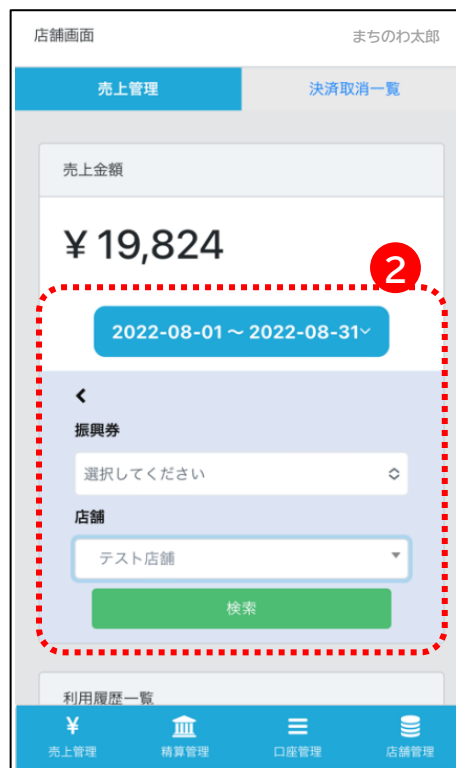 店舗画面 まちのわ太郎
売上管理 決済取消一覧
売上金額
¥ 19,824
2
2022-08-01 ~ 2022-08-31
振興券
選択してください
店舗
テスト店舗
検索
利用履歴一覧
¥
売上管理 精算管理 口座管理 店舗管理